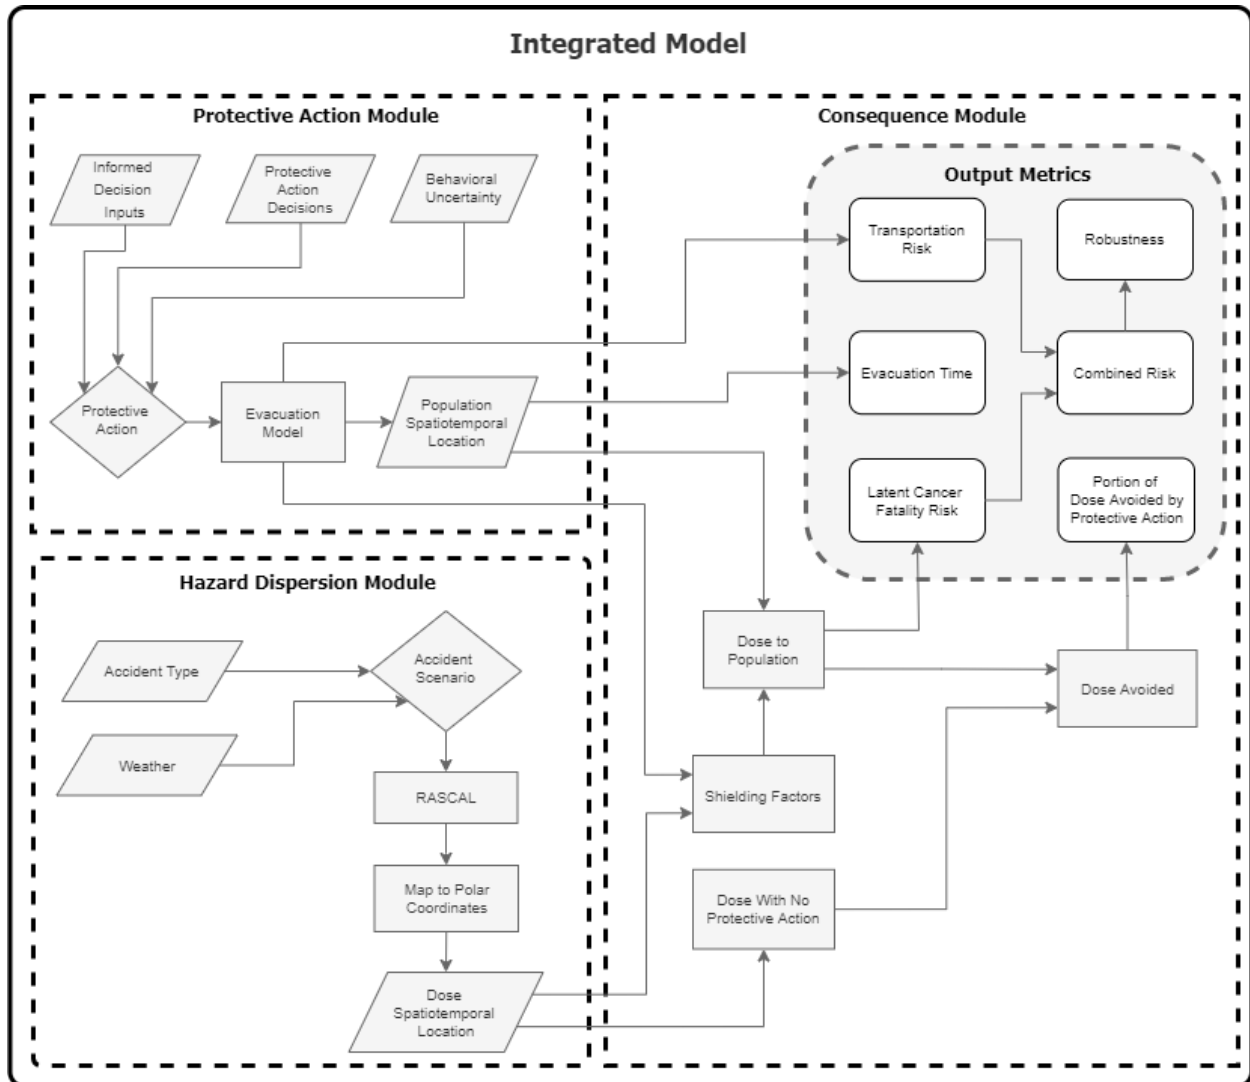 Integrated Model
Protective Action Module
Informed
Decision
Inputs
Protective
Action
Decisions
Behavioral
Uncertainty
Protective
Action
Evacuation
Model
Population
Spatiotemporal
Location
Hazard Dispersion Module
Accident Type
Accident
Scenario
Weather
RASCAL
Map to Polar
Coordinates
Dose
Spatiotemporal
Location
Consequence Module
Output Metrics
Transportation
Risk
Robustness
Evacuation Time
Combined Risk
Latent Cancer
Fatality Risk
Portion of
Dose Avoided by
Protective Action
Dose to
Population
Dose Avoided
Shielding Factors
Dose With No
Protective Action